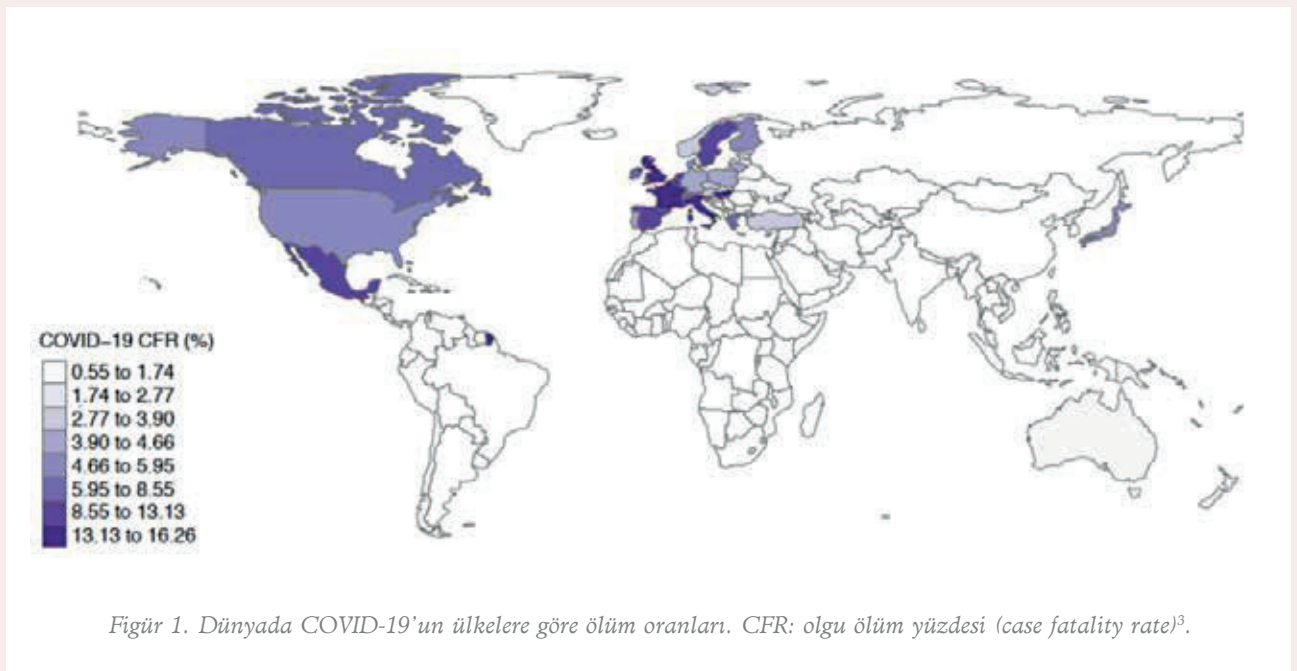 COVID–19 CFR (%)
0.55 to 1.74
1.74 to 2.77
2.77 to 3.90
3.90 to 4.66
4.66 to 5.95
5.95 to 8.55
8.55 to 13.13
13.13 to 16.26
Figür 1. Dünyada COVID-19’un ülkelere göre ölüm oranları. CFR: olgu ölüm yüzdesi (case fatality rate)³.